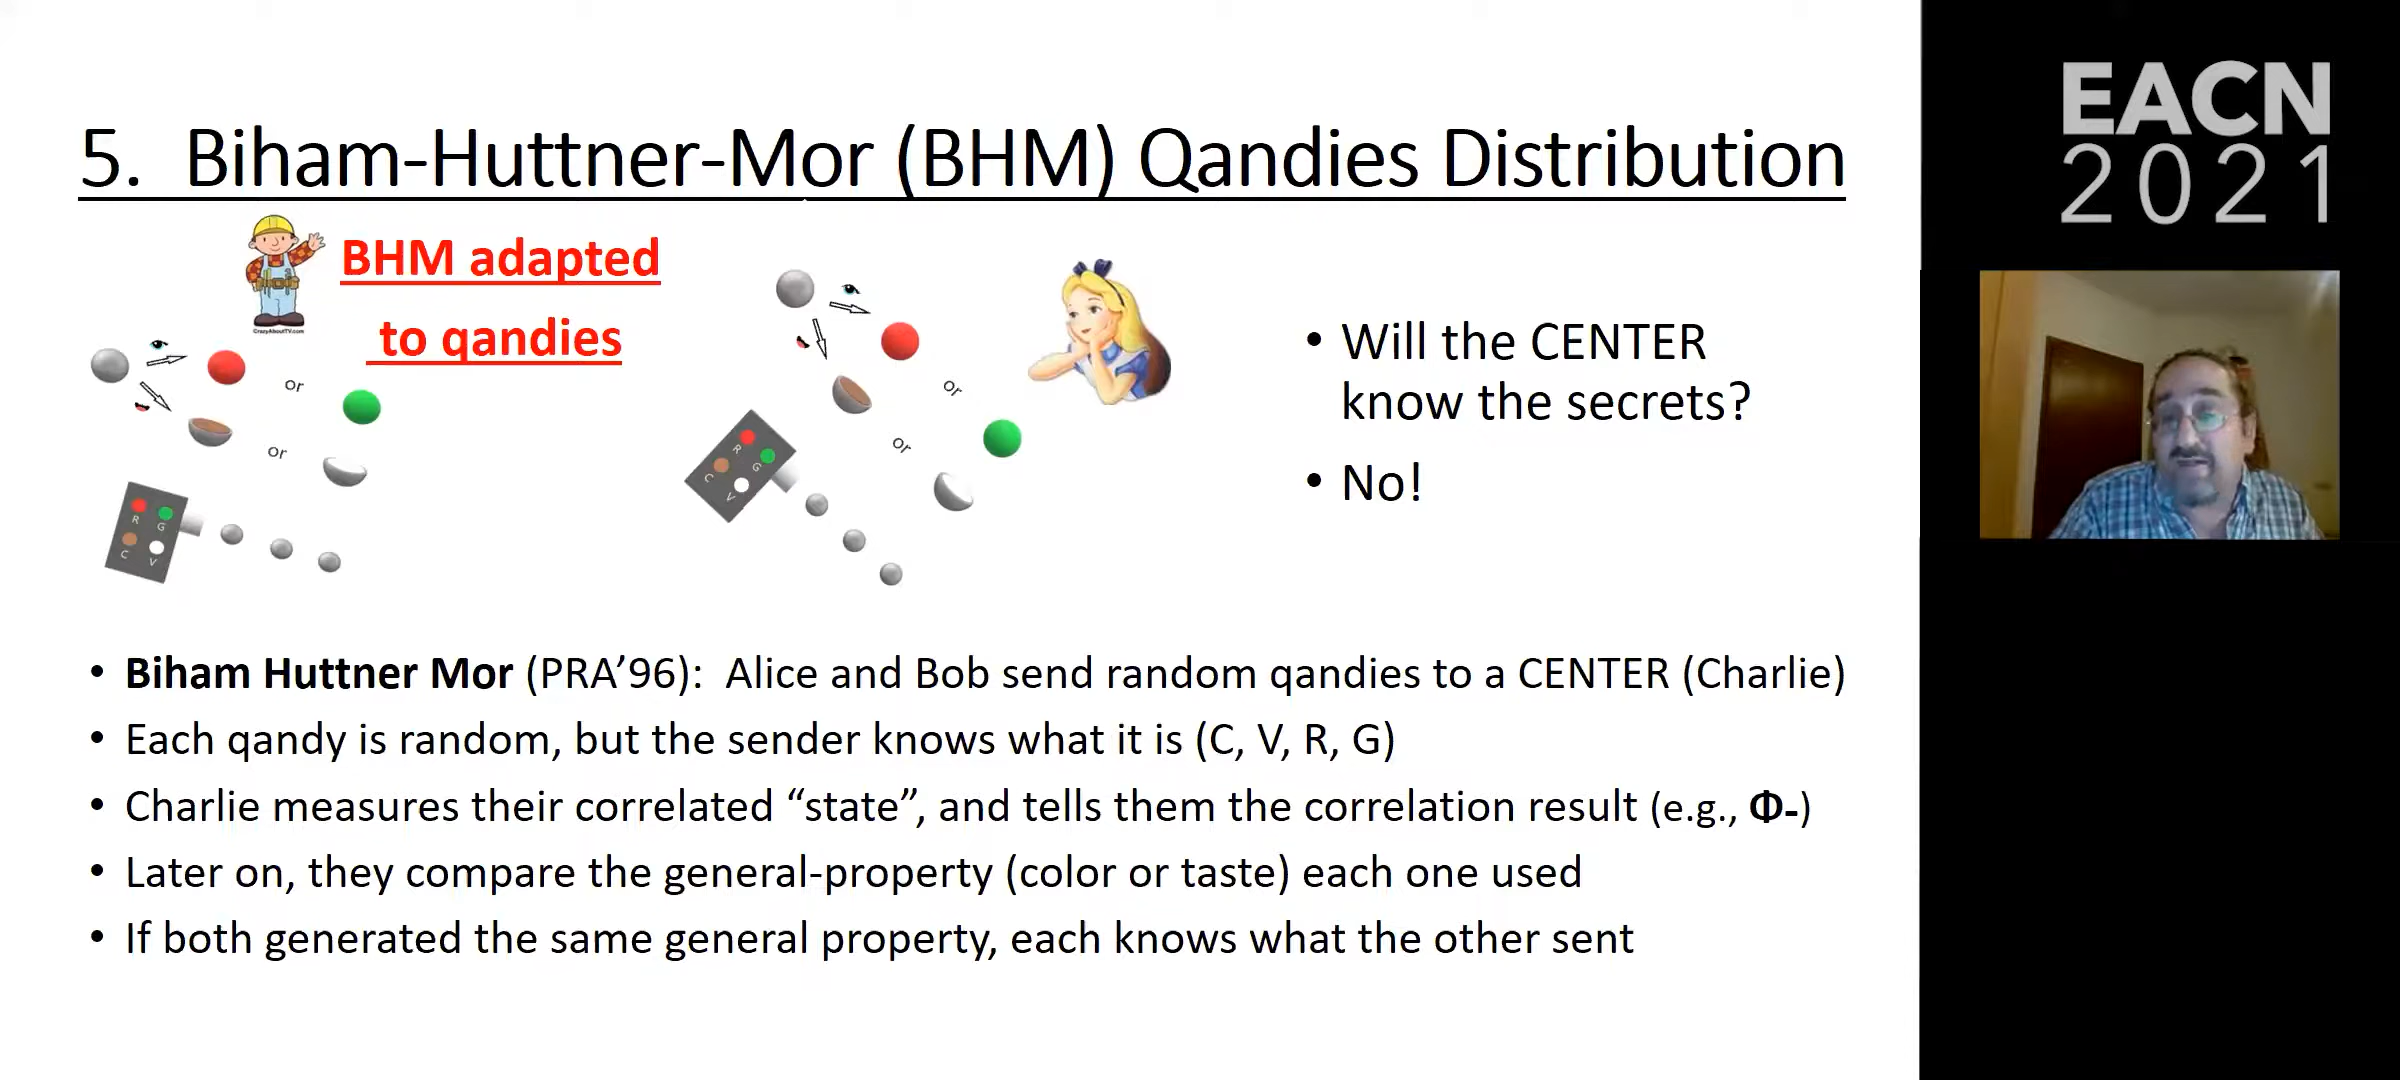 5. Biham-Huttner-Mor (BHM) Qandies Distribution
BHM adapted
to qandies
CrazyAboutTV.com
or
or
R G
C V
or
or
R G
C V
• Will the CENTER
know the secrets?
• No!
• Biham Huttner Mor (PRA’96): Alice and Bob send random qandies to a CENTER (Charlie)
• Each qandy is random, but the sender knows what it is (C, V, R, G)
• Charlie measures their correlated “state”, and tells them the correlation result (e.g., Φ-)
• Later on, they compare the general-property (color or taste) each one used
• If both generated the same general property, each knows what the other sent
EACN
2021